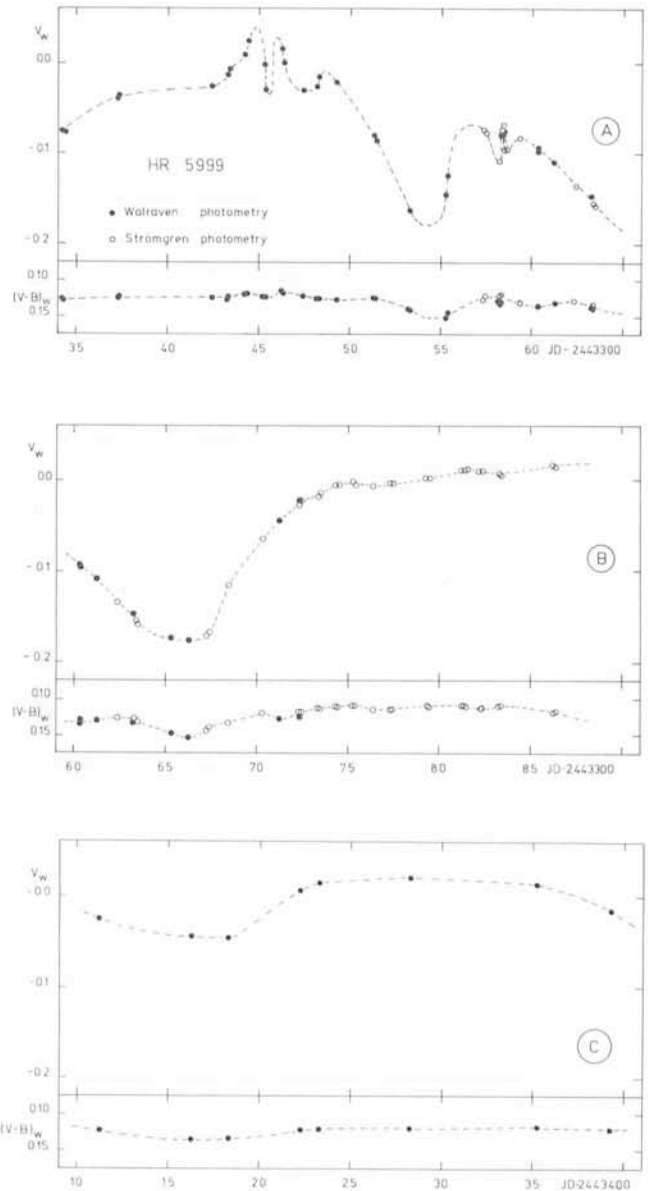 V_w
0.0
-0.1
-0.2
A
HR 5999
● Walraven photometry
○ Strömgren photometry
(V-B)_w
0.10
0.15
35 40 45 50 55 60 JD-2443300
V_w
0.0
-0.1
-0.2
B
(V-B)_w
0.10
0.15
60 65 70 75 80 85 JD-2443300
V_w
-0.0
-0.1
-0.2
C
(V-B)_w
0.10
0.15
10 15 20 25 30 35 JD-2443400